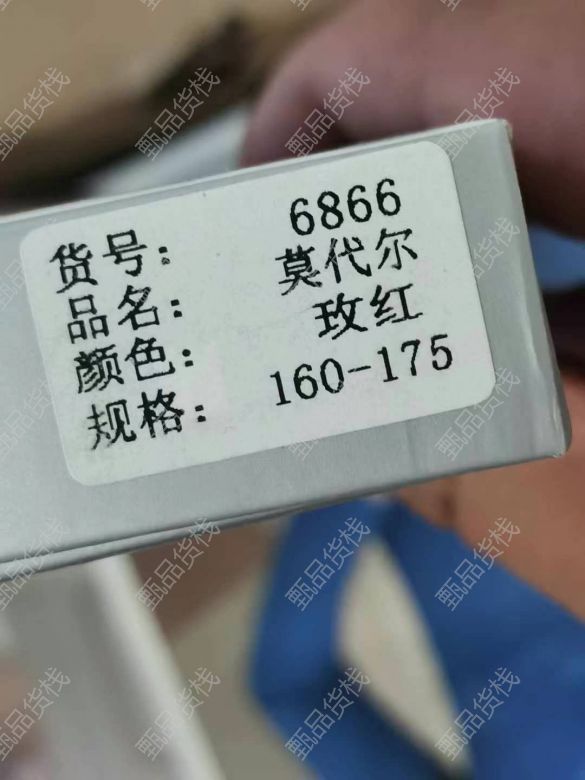 货号: 6866
品名: 莫代尔
颜色: 玫红
规格: 160-175
甄品货栈